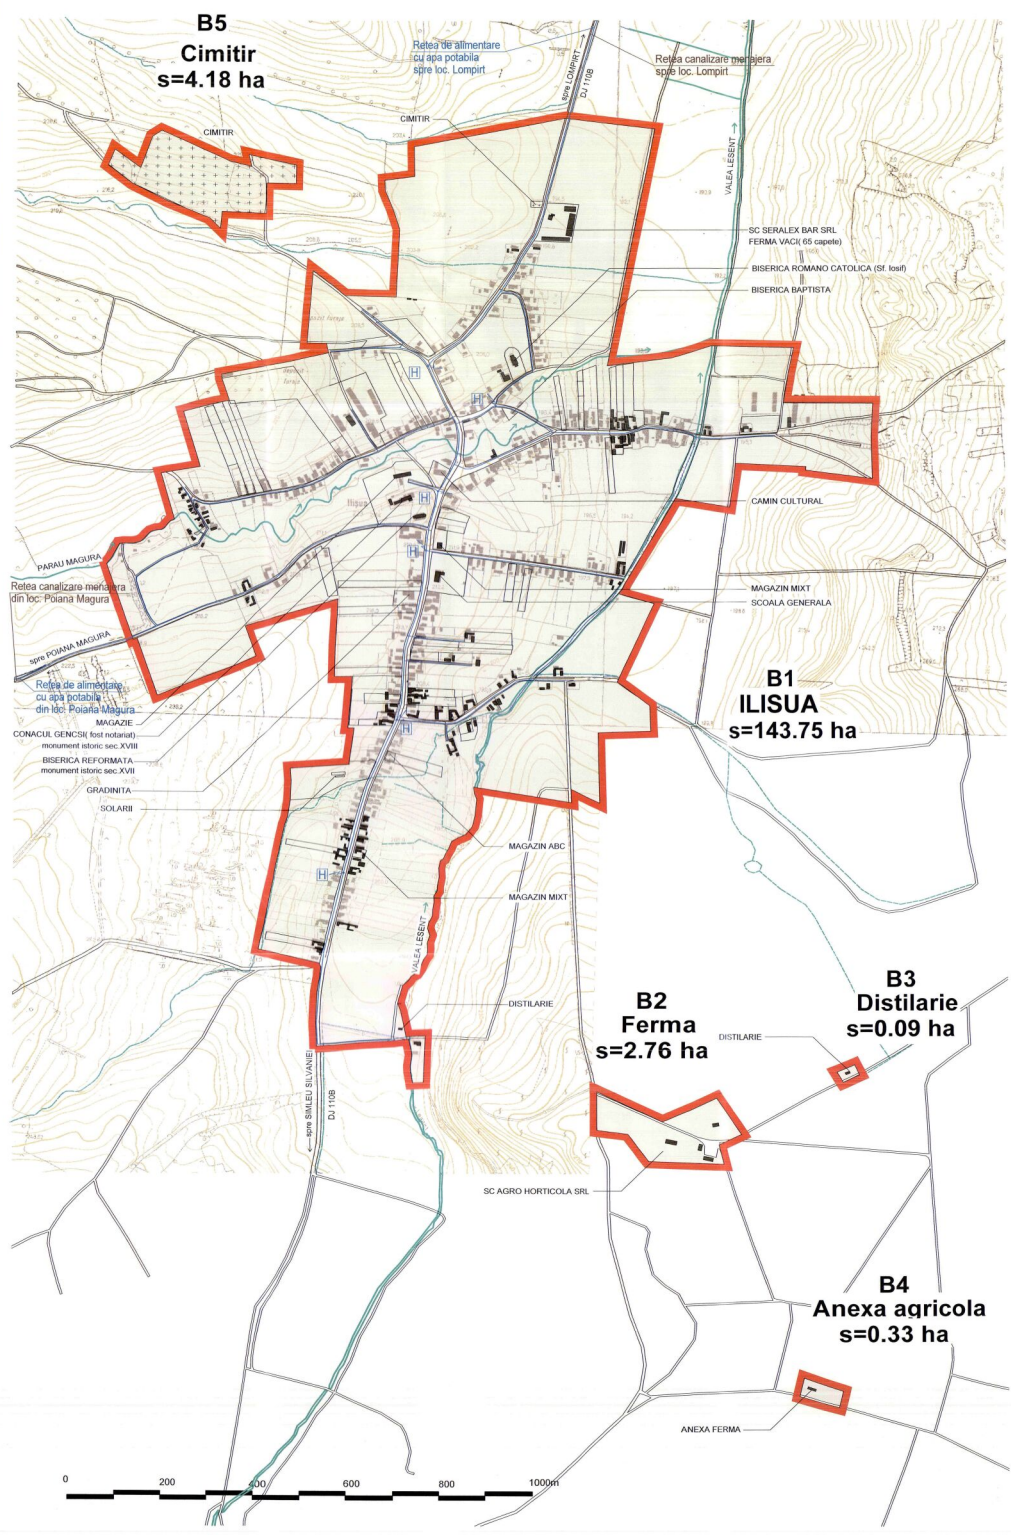 B5
Cimitir
s=4.18 ha
Retea de alimentare
cu apa potabila
spre loc. Lompirt
Retea canalizare menajera
spre loc. Lompirt
spre LOMPIRT
DJ 110B
CIMITIR
CIMITIR
VALEA LESENT
SC SERALEX BAR SRL
FERMA VACI( 65 capete)
BISERICA ROMANO CATOLICA (Sf. Iosif)
BISERICA BAPTISTA
H
H
H
H
Ilisua
CAMIN CULTURAL
PARAU MAGURA
Retea canalizare menajera
din loc. Poiana Magura
spre POIANA MAGURA
MAGAZIN MIXT
SCOALA GENERALA
Retea de alimentare
cu apa potabila
din loc. Poiana Magura
MAGAZIE
CONACUL GENCSI( fost notariat)
monument istoric sec.XVIII
BISERICA REFORMATA
monument istoric sec.XVII
GRADINITA
SOLARII
H
H
B1
ILISUA
s=143.75 ha
MAGAZIN ABC
MAGAZIN MIXT
VALEA LESENT
DISTILARIE
B2
Ferma
s=2.76 ha
B3
Distilarie
s=0.09 ha
DISTILARIE
spre SIMLEU SILVANIEI
DJ 110B
SC AGRO HORTICOLA SRL
B4
Anexa agricola
s=0.33 ha
ANEXA FERMA
0 200 400 600 800 1000m